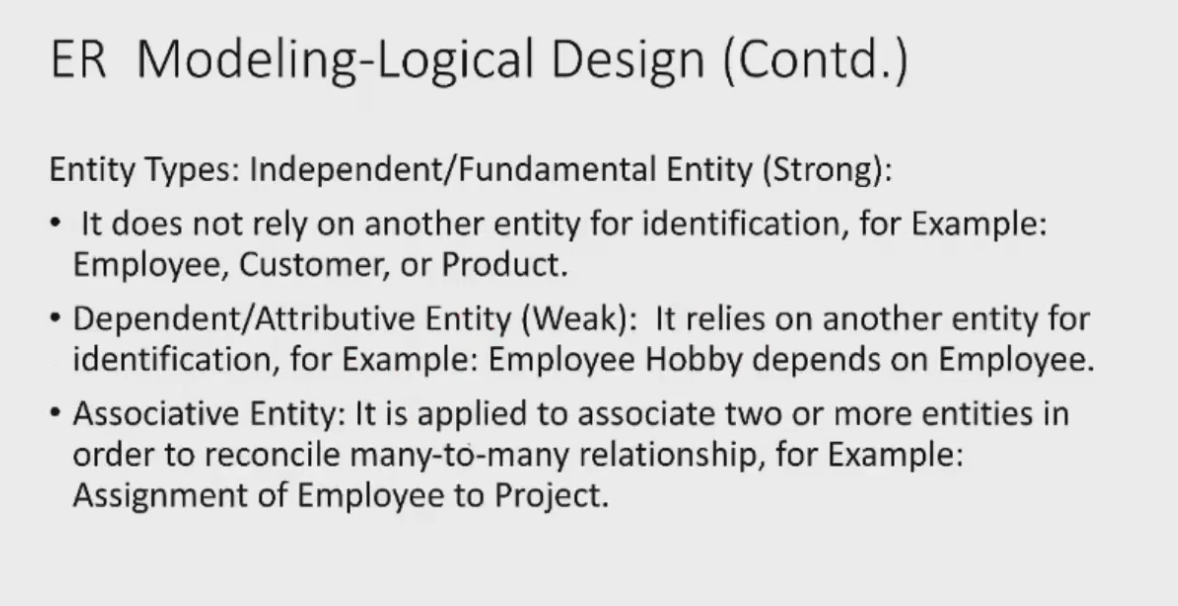 ER Modeling-Logical Design (Contd.)
Entity Types: Independent/Fundamental Entity (Strong):
• It does not rely on another entity for identification, for Example:
Employee, Customer, or Product.
• Dependent/Attributive Entity (Weak): It relies on another entity for
identification, for Example: Employee Hobby depends on Employee.
• Associative Entity: It is applied to associate two or more entities in
order to reconcile many-to-many relationship, for Example:
Assignment of Employee to Project.